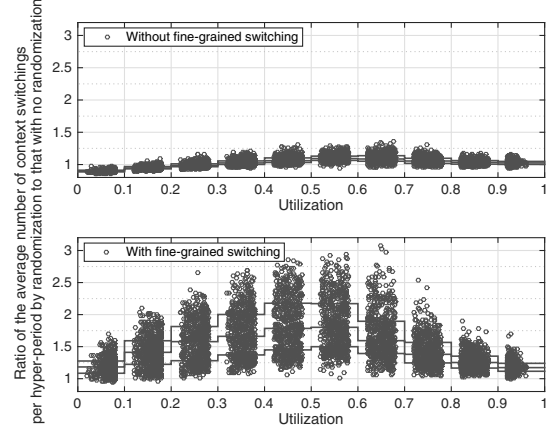 Ratio of the average number of context switchings
per hyper-period by randomization to that with no randomization
Without fine-grained switching
3
2.5
2
1.5
1
0 0.1 0.2 0.3 0.4 0.5 0.6 0.7 0.8 0.9 1
Utilization
With fine-grained switching
3
2.5
2
1.5
1
0 0.1 0.2 0.3 0.4 0.5 0.6 0.7 0.8 0.9 1
Utilization